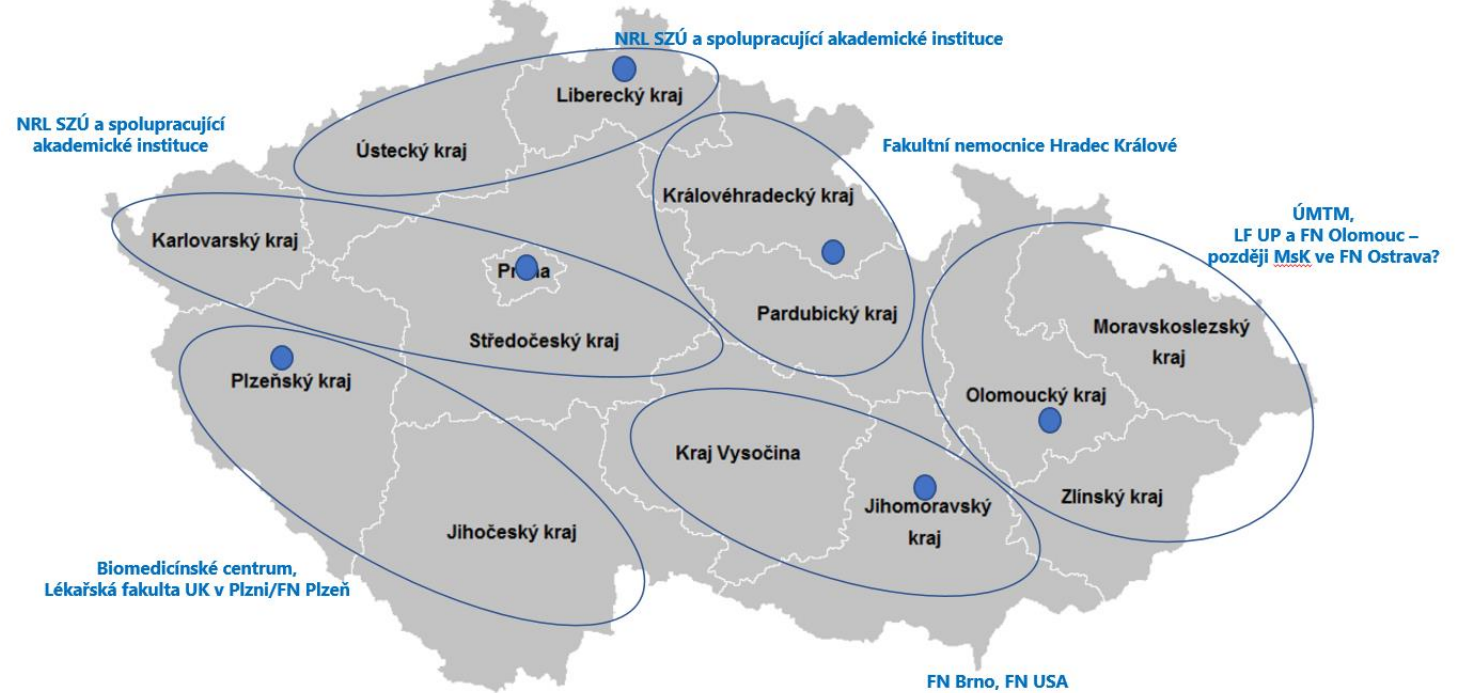 NRL SZÚ a spolupracující akademické instituce
Liberecký kraj
NRL SZÚ a spolupracující
akademické instituce
Ústecký kraj
Fakultní nemocnice Hradec Králové
Královéhradecký kraj
ÚMTM,
LF UP a FN Olomouc –
později MsK ve FN Ostrava?
Karlovarský kraj
Praha
Pardubický kraj
Moravskoslezský
kraj
Středočeský kraj
Plzeňský kraj
Olomoucký kraj
Kraj Vysočina
Zlínský kraj
Jihomoravský
kraj
Jihočeský kraj
Biomedicínské centrum,
Lékařská fakulta UK v Plzni/FN Plzeň
FN Brno, FN USA